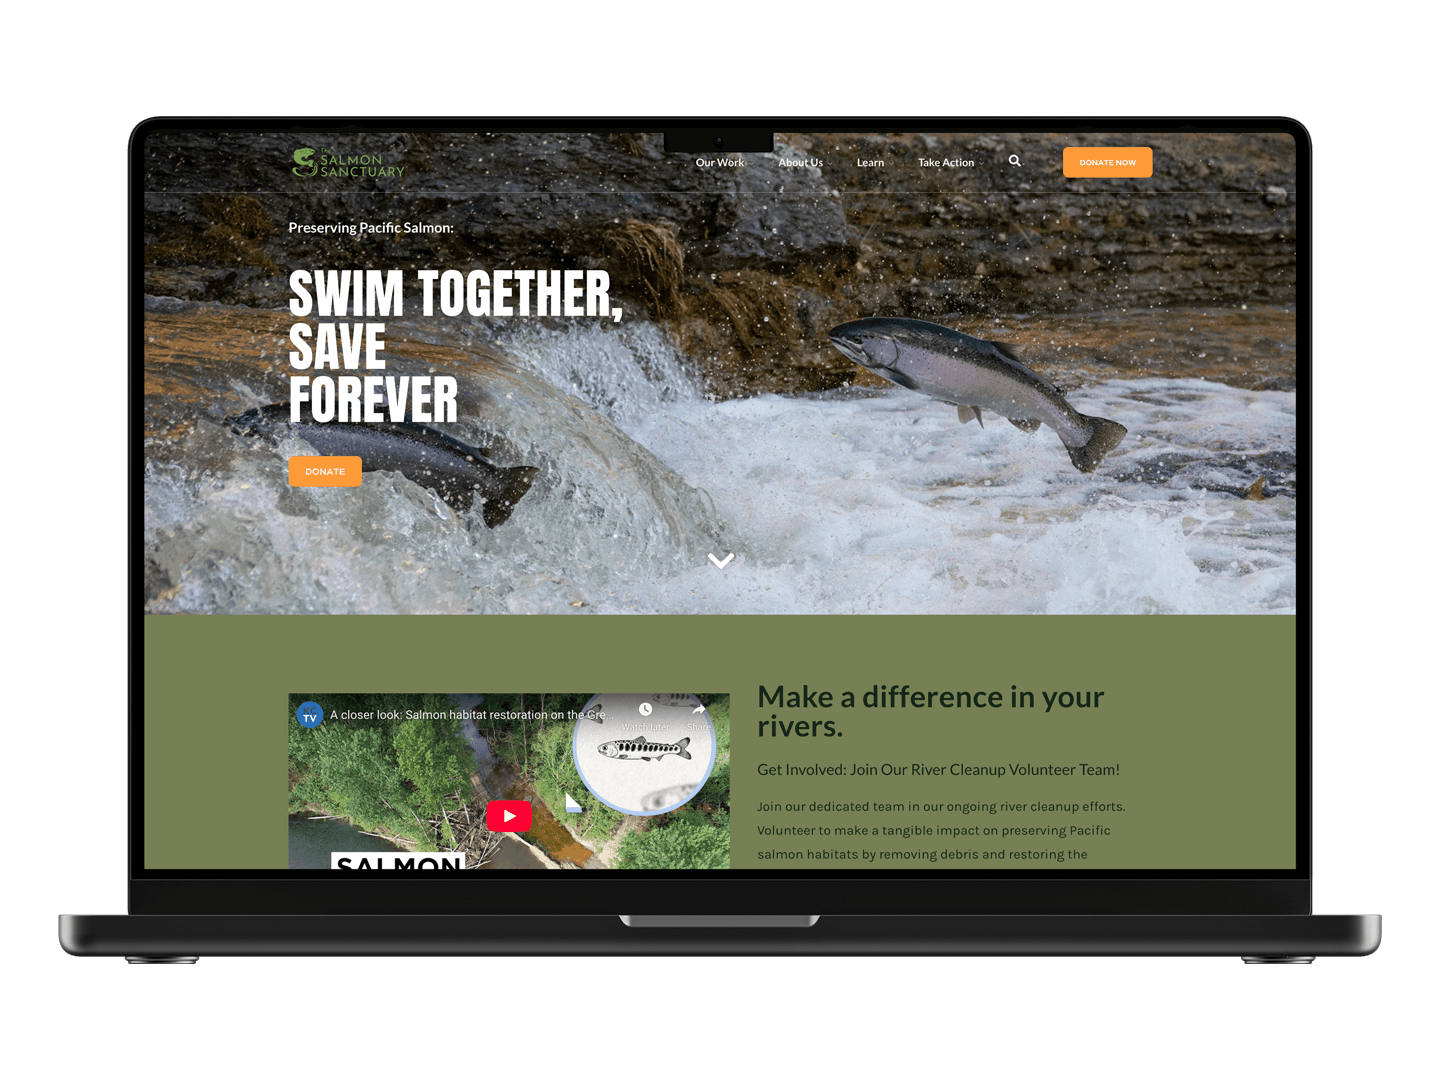 THE
SALMON
SANCTUARY
Our Work
About Us
Learn
Take Action
DONATE NOW
Preserving Pacific Salmon:
SWIM TOGETHER,
SAVE
FOREVER
DONATE
KC
TV
A closer look: Salmon habitat restoration on the Gre...
Watch later
Share
SALMON
Make a difference in your
rivers.
Get Involved: Join Our River Cleanup Volunteer Team!
Join our dedicated team in our ongoing river cleanup efforts.
Volunteer to make a tangible impact on preserving Pacific
salmon habitats by removing debris and restoring the